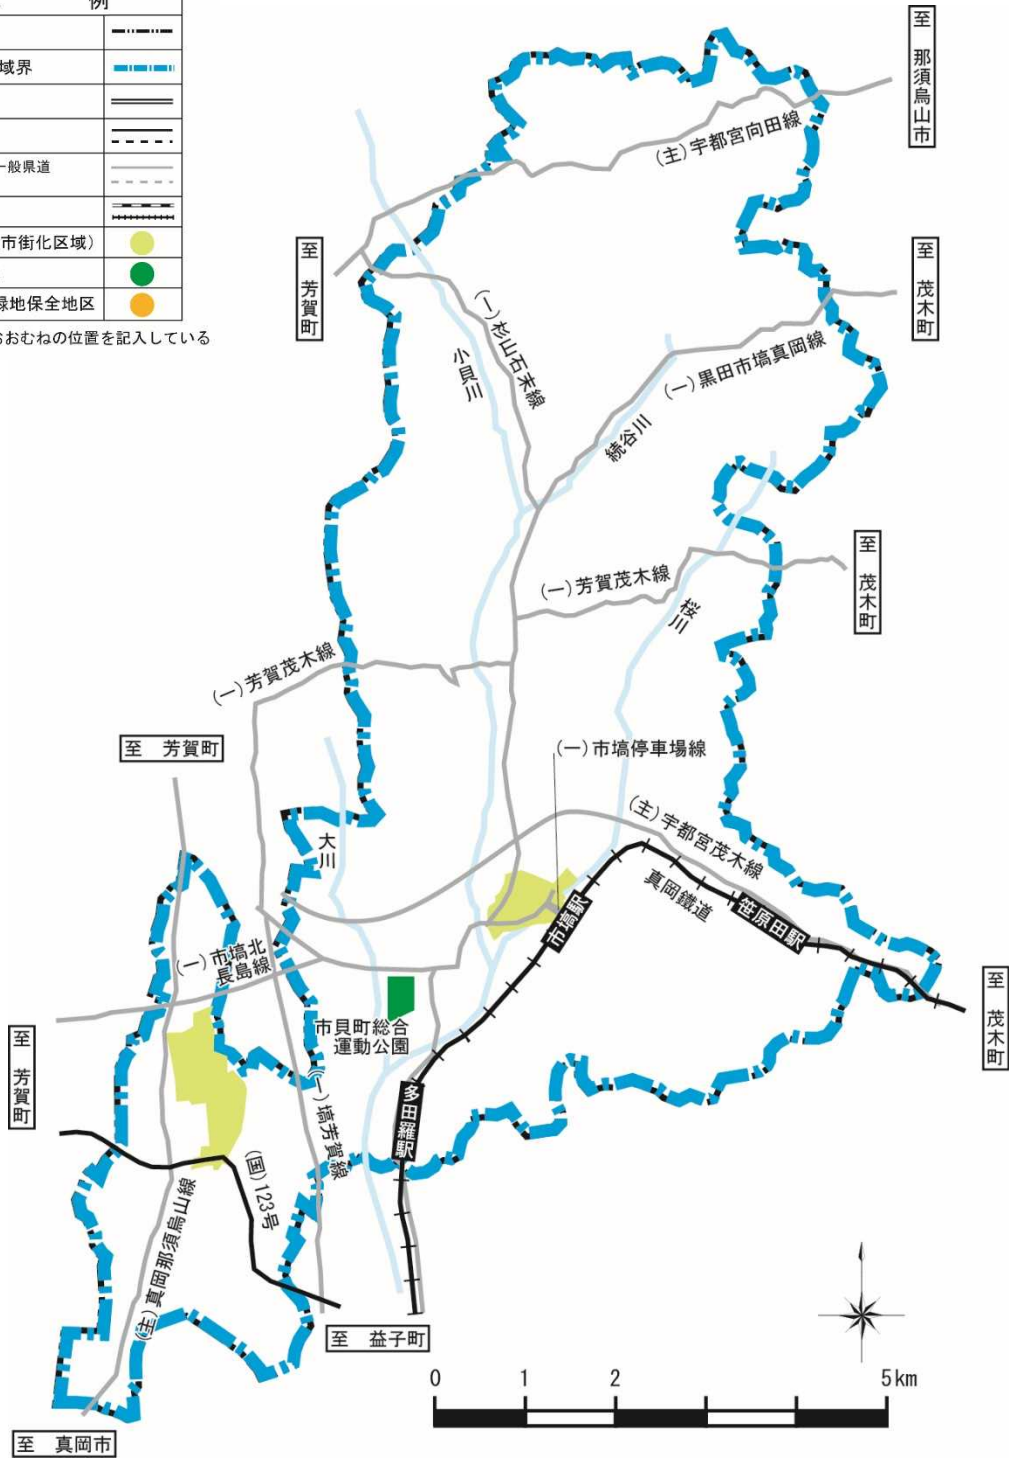 例
域界
一般県道
市街化区域）
緑地保全地区
おおむねの位置を記入している
至 那須烏山市
(主)宇都宮向田線
至 芳賀町
至 茂木町
(一)杉山石末線
小貝川
(一)黒田市塙真岡線
続谷川
至 茂木町
(一)芳賀茂木線
桜川
(一)芳賀茂木線
至 芳賀町
(一)市塙停車場線
(主)宇都宮茂木線
大川
真岡鐵道
笹原田駅
市塙駅
(一)市塙北
長島線
至 茂木町
市貝町総合
運動公園
至 芳賀町
多田羅駅
(一)塙芳賀線
(国)123号
(主)真岡那須烏山線
至 益子町
0 1 2 5km
至 真岡市